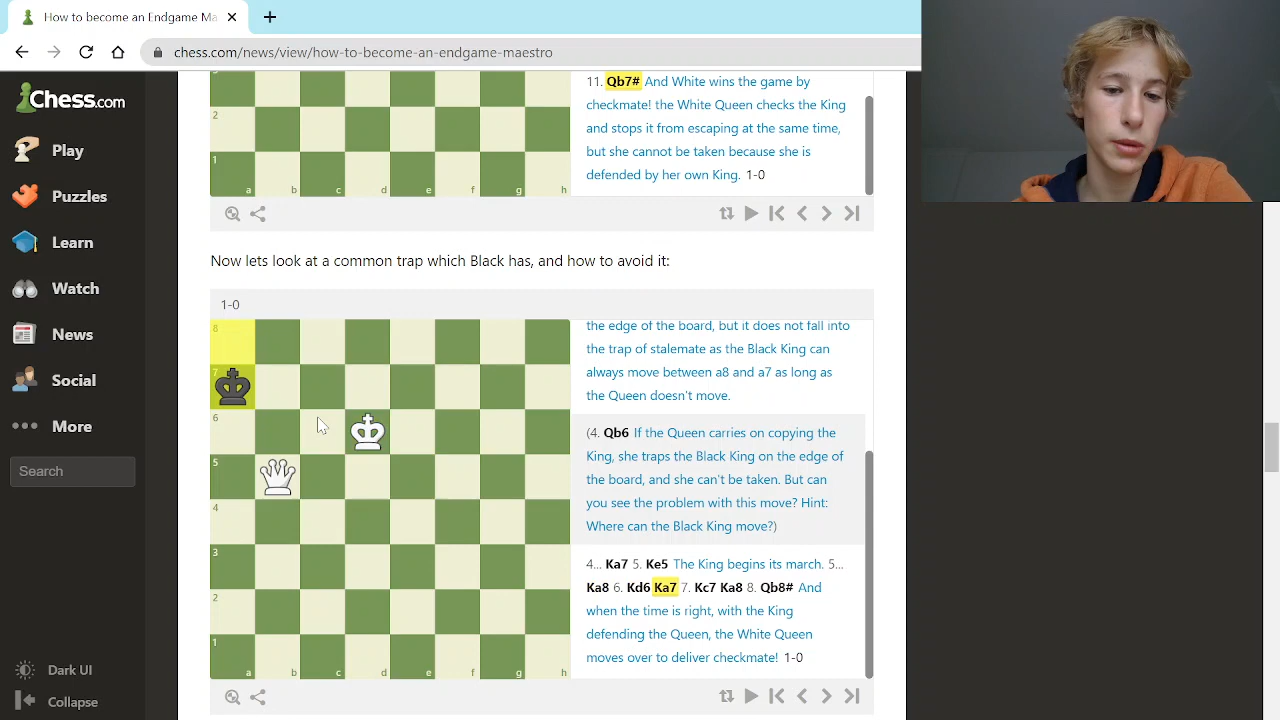 How to become an Endgame Ma
chess.com/news/view/how-to-become-an-endgame-maestro
Chess.com
Play
Puzzles
Learn
Watch
News
Social
More
Search
Dark UI
Collapse
2
1
a b c d e f g h
11. Qb7# And White wins the game by
checkmate! the White Queen checks the King
and stops it from escaping at the same time,
but she cannot be taken because she is
defended by her own King. 1-0
Now lets look at a common trap which Black has, and how to avoid it:
1-0
8
7
6
5
4
3
2
1
a b c d e f g h
the edge of the board, but it does not fall into
the trap of stalemate as the Black King can
always move between a8 and a7 as long as
the Queen doesn't move.
(4. Qb6 If the Queen carries on copying the
King, she traps the Black King on the edge of
the board, and she can't be taken. But can
you see the problem with this move? Hint:
Where can the Black King move?)
4... Ka7 5. Ke5 The King begins its march. 5...
Ka8 6. Kd6 Ka7 7. Kc7 Ka8 8. Qb8# And
when the time is right, with the King
defending the Queen, the White Queen
moves over to deliver checkmate! 1-0